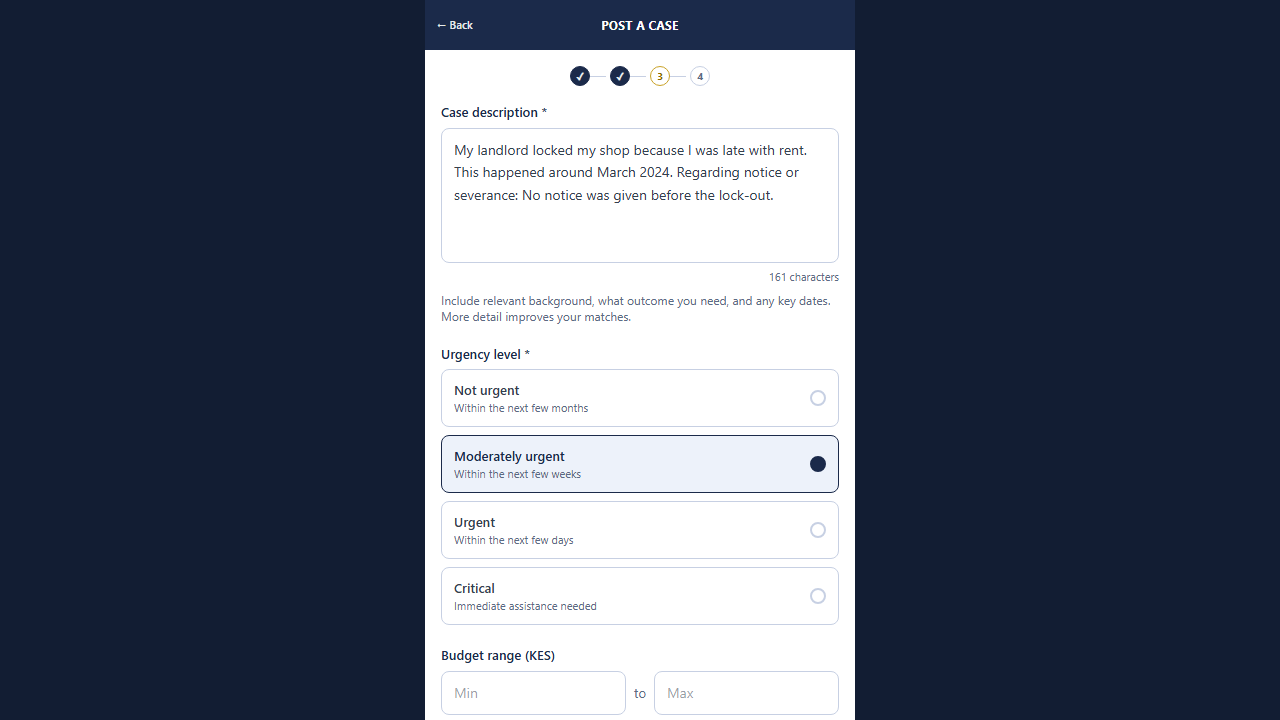 ← Back
POST A CASE
✓ ✓ 3 4
Case description *
My landlord locked my shop because I was late with rent.
This happened around March 2024. Regarding notice or
severance: No notice was given before the lock-out.
161 characters
Include relevant background, what outcome you need, and any key dates.
More detail improves your matches.
Urgency level *
Not urgent
Within the next few months
Moderately urgent
Within the next few weeks
Urgent
Within the next few days
Critical
Immediate assistance needed
Budget range (KES)
Min to Max